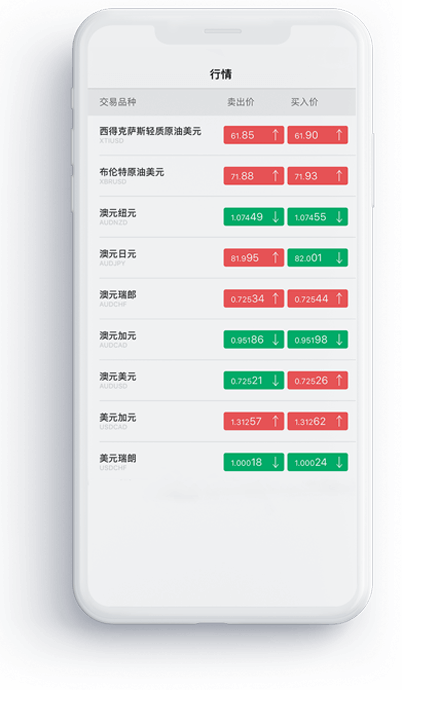 行情
交易品种 卖出价 买入价
西得克萨斯轻质原油美元 61.85 ↑ 61.90 ↑
XTIUSD
布伦特原油美元 71.88 ↑ 71.93 ↑
XBRUSD
澳元纽元 1.07449 ↓ 1.07455 ↓
AUDNZD
澳元日元 81.995 ↑ 82.001 ↓
AUDJPY
澳元瑞郎 0.72534 ↑ 0.72544 ↑
AUDCHF
澳元加元 0.95186 ↓ 0.95198 ↓
AUDCAD
澳元美元 0.72521 ↓ 0.72526 ↑
AUDUSD
美元加元 1.31257 ↑ 1.31262 ↑
USDCAD
美元瑞朗 1.00018 ↓ 1.00024 ↓
USDCHF